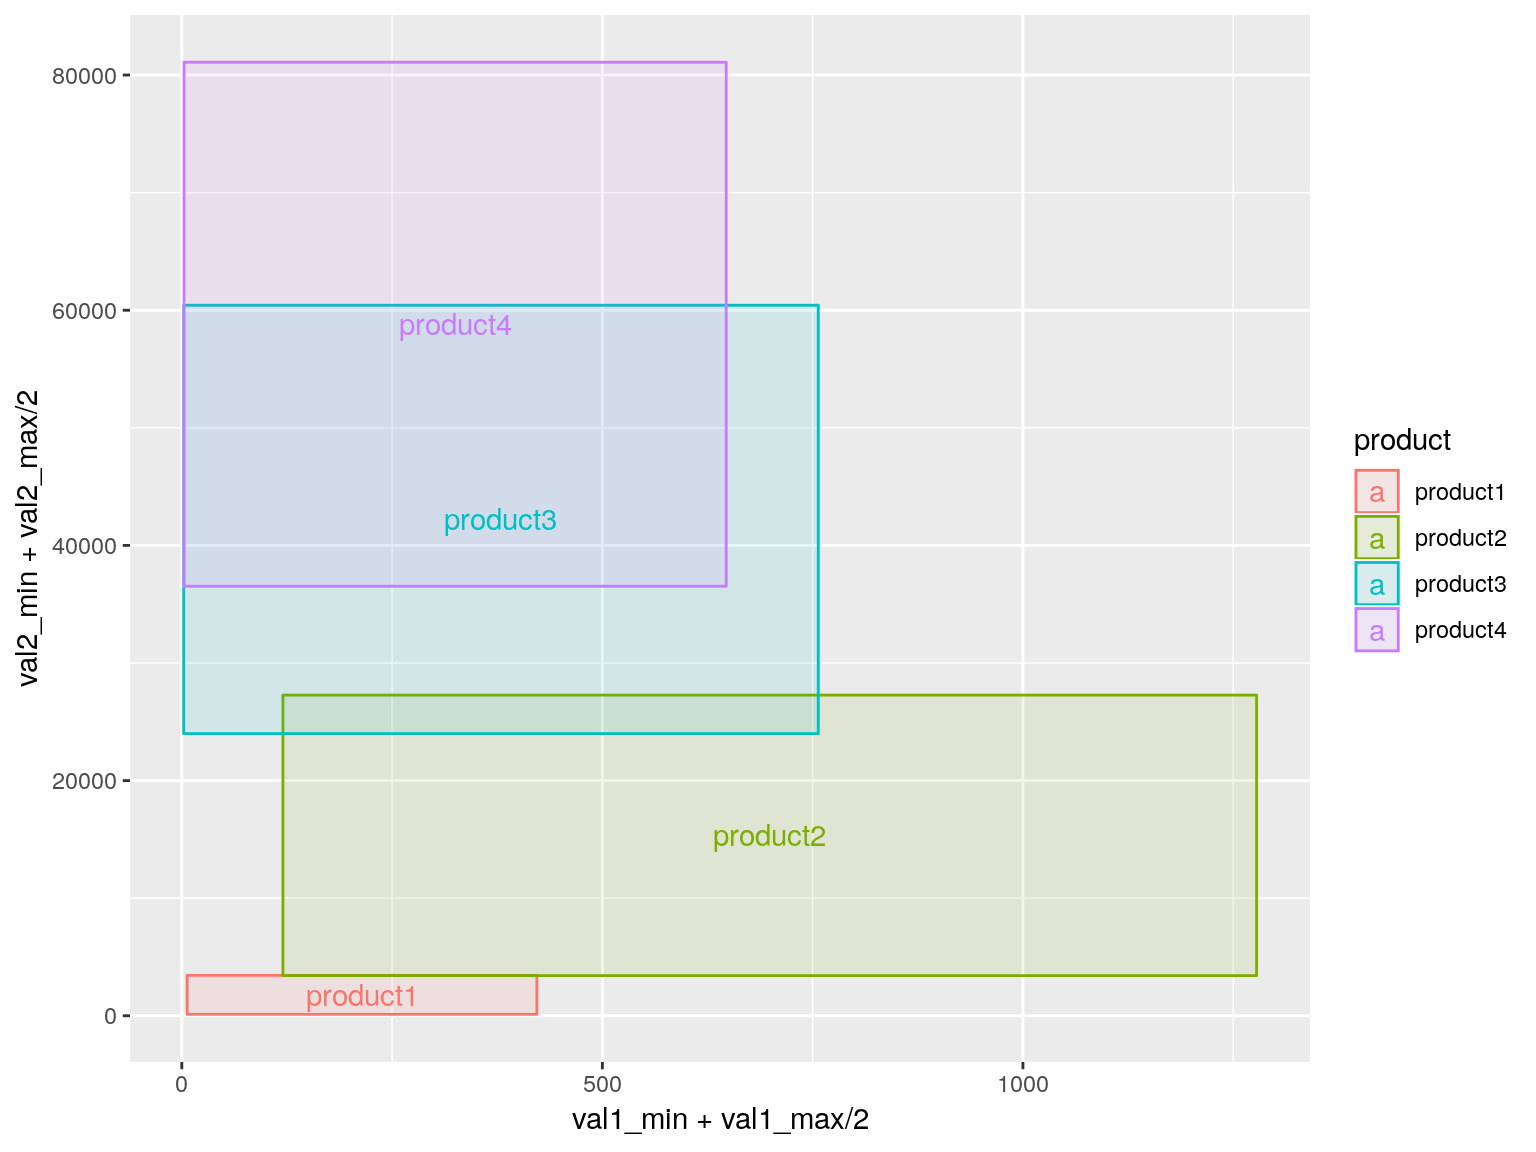 80000
60000
40000
20000
0
val2_min + val2_max/2
product4
product3
product2
product1
0
500
1000
val1_min + val1_max/2
product
a product1
a product2
a product3
a product4